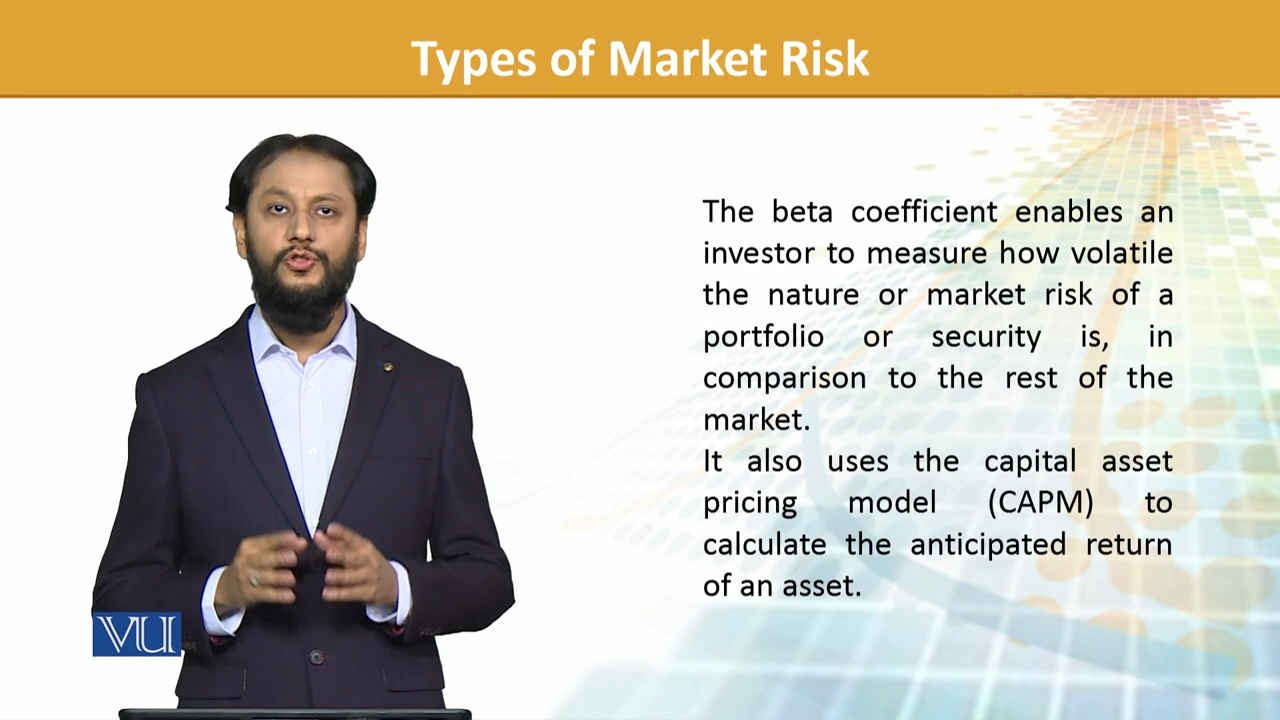 Types of Market Risk
The beta coefficient enables an
investor to measure how volatile
the nature or market risk of a
portfolio or security is, in
comparison to the rest of the
market.
It also uses the capital asset
pricing model (CAPM) to
calculate the anticipated return
of an asset.
VU